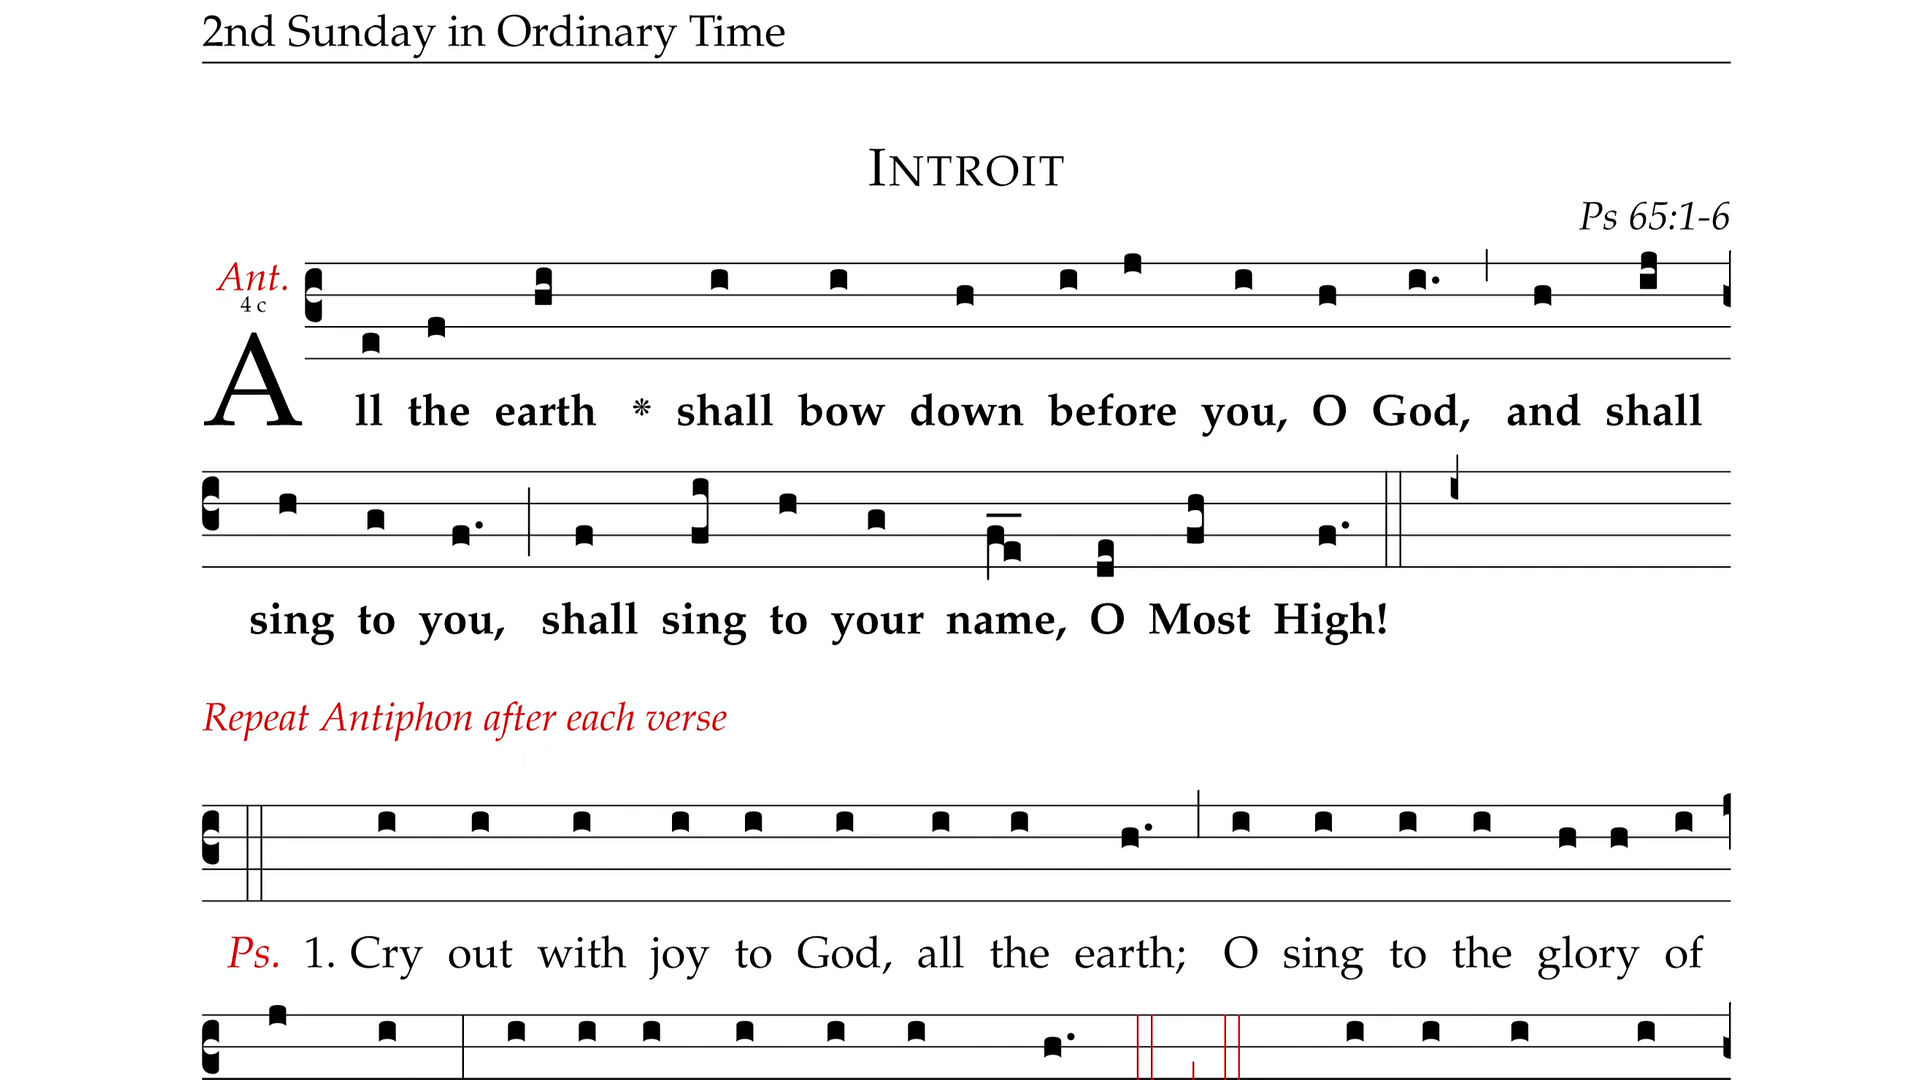 2nd Sunday in Ordinary Time
INTROIT
Ps 65:1-6
Ant.
4 c
All the earth * shall bow down before you, O God, and shall
sing to you, shall sing to your name, O Most High!
Repeat Antiphon after each verse
Ps. 1. Cry out with joy to God, all the earth; O sing to the glory of